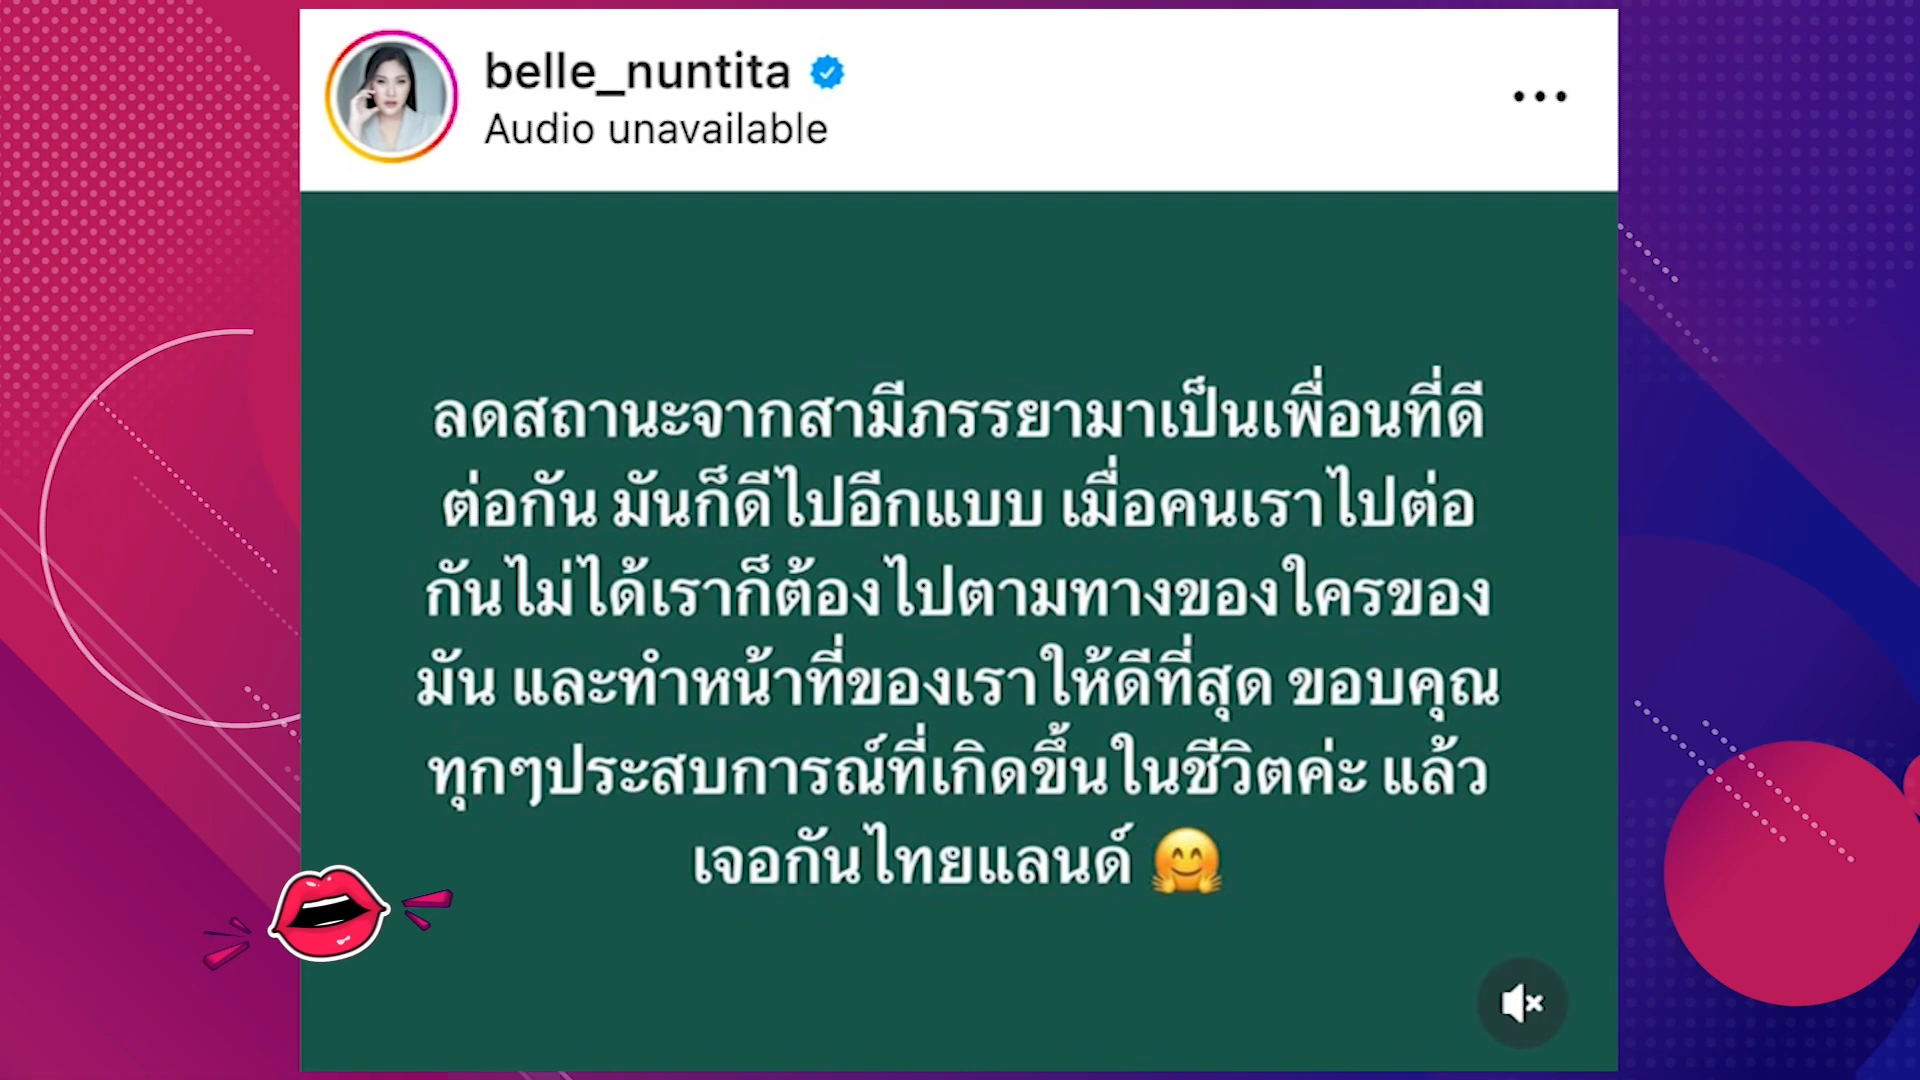 belle_nuntita
Audio unavailable
ลดสถานะจากสามีภรรยามาเป็นเพื่อนที่ดี
ต่อกัน มันก็ดีไปอีกแบบ เมื่อคนเราไปต่อ
กันไม่ได้เราก็ต้องไปตามทางของใครของ
มัน และทำหน้าที่ของเราให้ดีที่สุด ขอบคุณ
ทุกๆประสบการณ์ที่เกิดขึ้นในชีวิตค่ะ แล้ว
เจอกันไทยแลนด์ 🤗